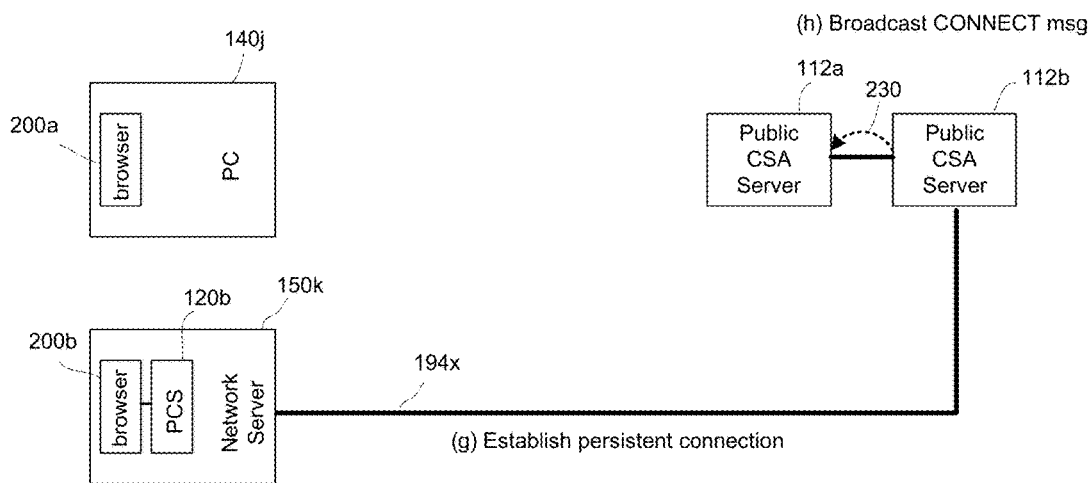 (h) Broadcast CONNECT msg
140j
112a
230
112b
200a
browser
PC
Public
CSA
Server
Public
CSA
Server
120b
150k
200b
browser
PCS
Network
Server
194x
(g) Establish persistent connection